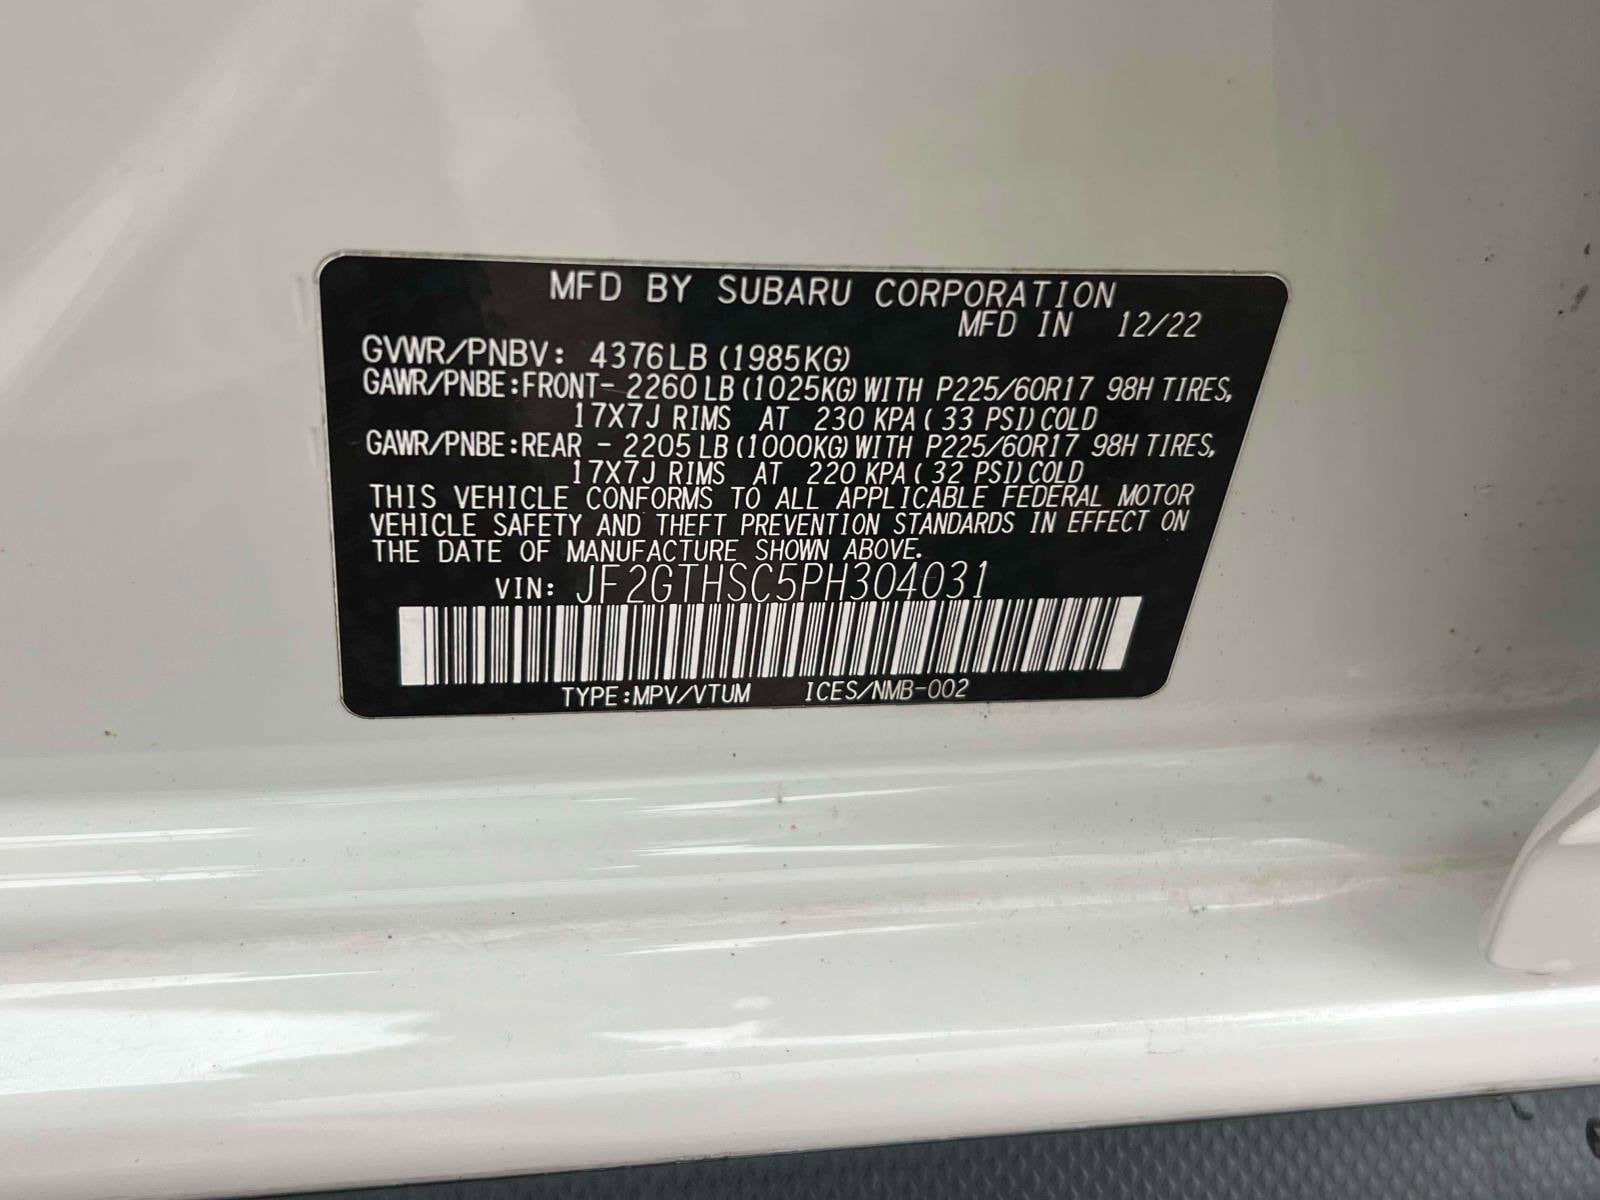 MFD BY SUBARU CORPORATION
MFD IN 12/22
GVWR/PNBV: 4376LB (1985KG)
GAWR/PNBE:FRONT- 2260 LB (1025KG) WITH P225/60R17 98H TIRES,
17X7J RIMS AT 230 KPA ( 33 PSI) COLD
GAWR/PNBE:REAR - 2205 LB (1000KG) WITH P225/60R17 98H TIRES,
17X7J RIMS AT 220 KPA ( 32 PSI) COLD
THIS VEHICLE CONFORMS TO ALL APPLICABLE FEDERAL MOTOR
VEHICLE SAFETY AND THEFT PREVENTION STANDARDS IN EFFECT ON
THE DATE OF MANUFACTURE SHOWN ABOVE.
VIN: JF2GTHSC5PH304031
TYPE:MPV/VTUM ICES/NMB-002